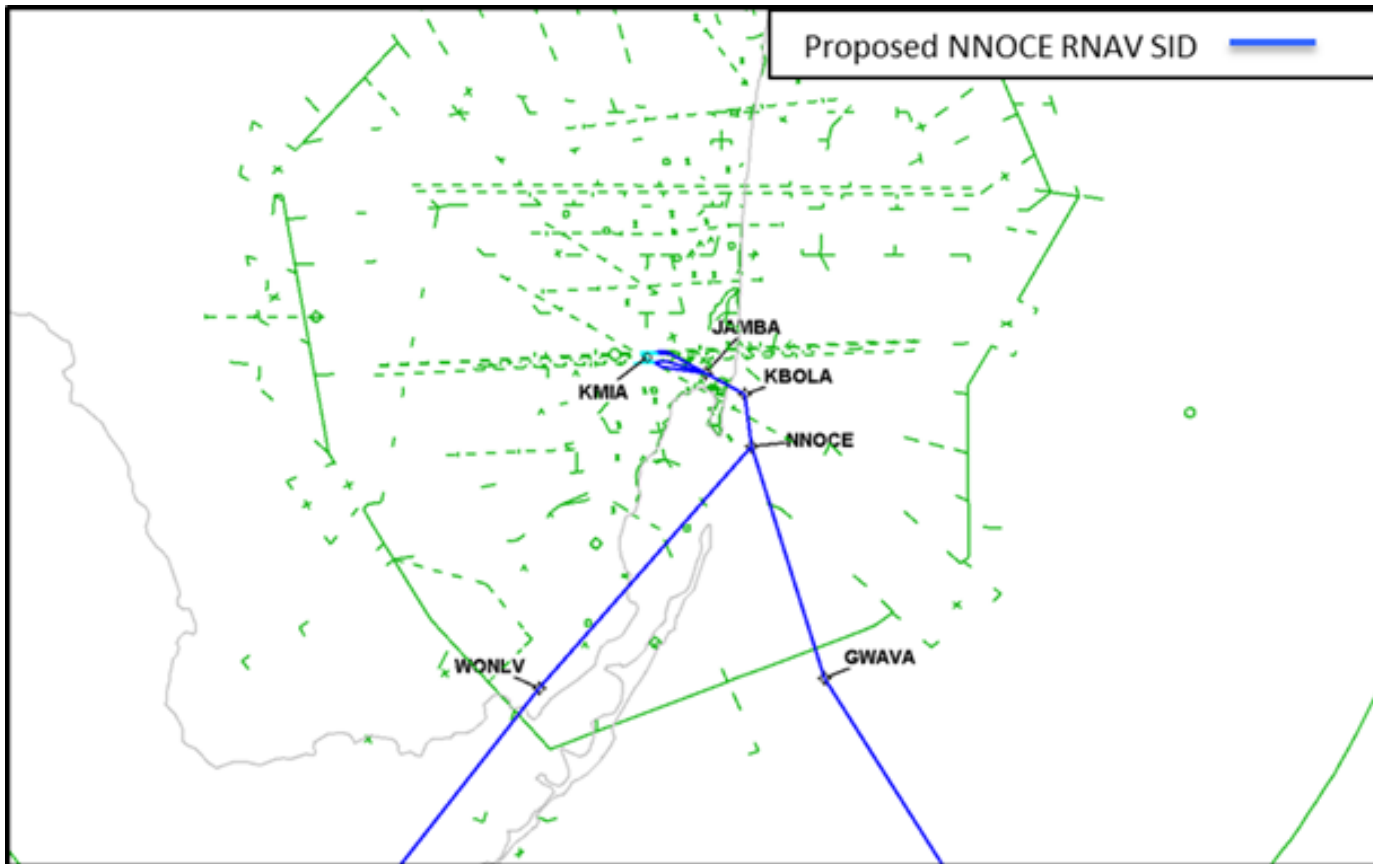 Proposed NNOCE RNAV SID
JAMBA
KMIA
KBOLA
NNOCE
WONLV
GWAVA